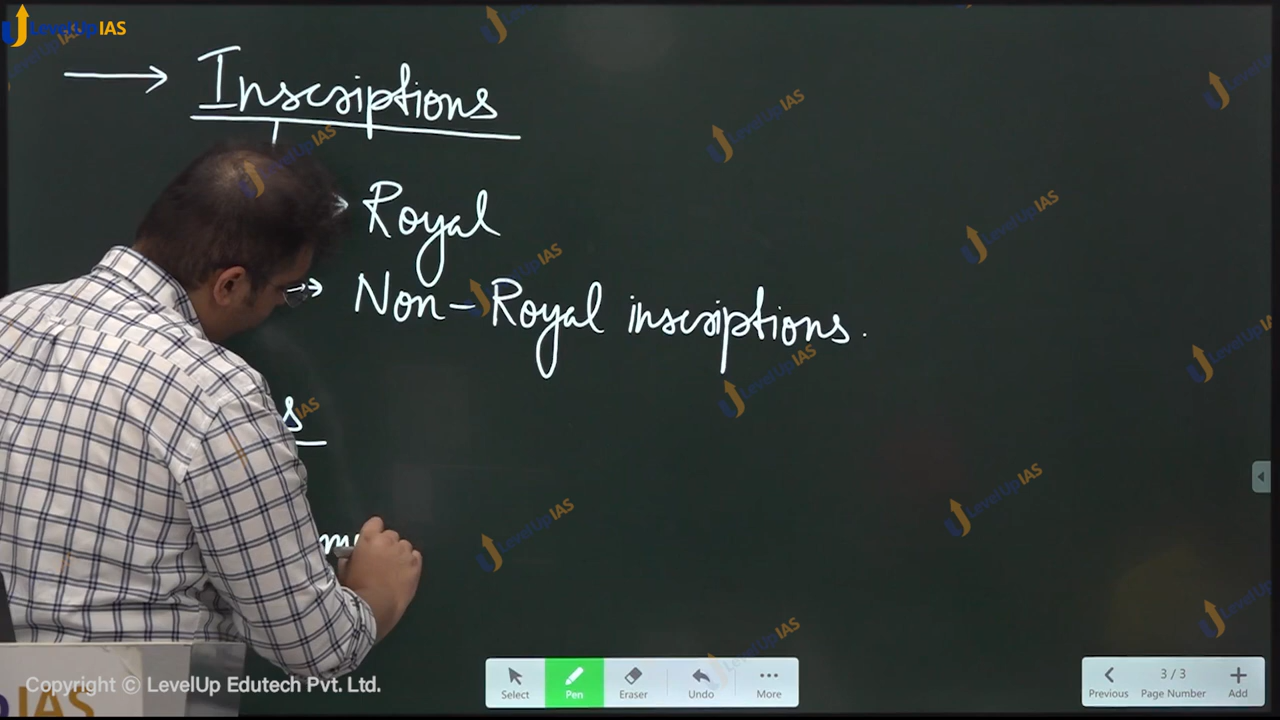 LevelUp IAS
→ Inscriptions
→ Royal
→ Non-Royal inscriptions.
s
m
Copyright © LevelUp Edutech Pvt. Ltd.
IAS
Select Pen Eraser Undo More
3 / 3
Previous Page Number Add